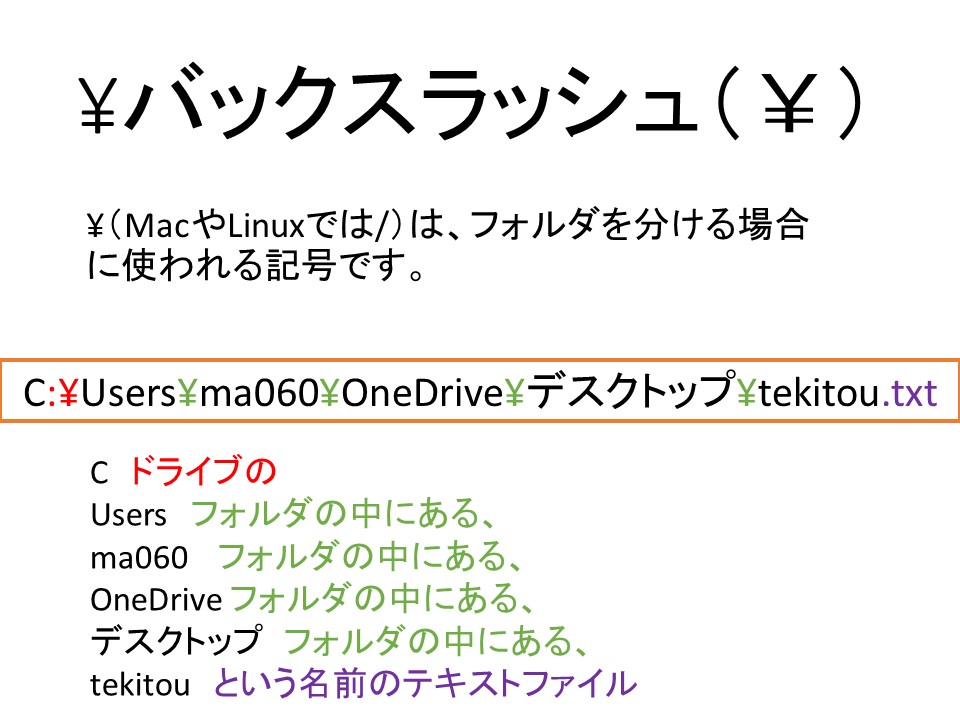 ¥バックスラッシュ（￥）
¥（MacやLinuxでは/）は、フォルダを分ける場合
に使われる記号です。
C:¥Users¥ma060¥OneDrive¥デスクトップ¥tekitou.txt
C　ドライブの
Users　フォルダの中にある、
ma060　フォルダの中にある、
OneDrive フォルダの中にある、
デスクトップ　フォルダの中にある、
tekitou　という名前のテキストファイル